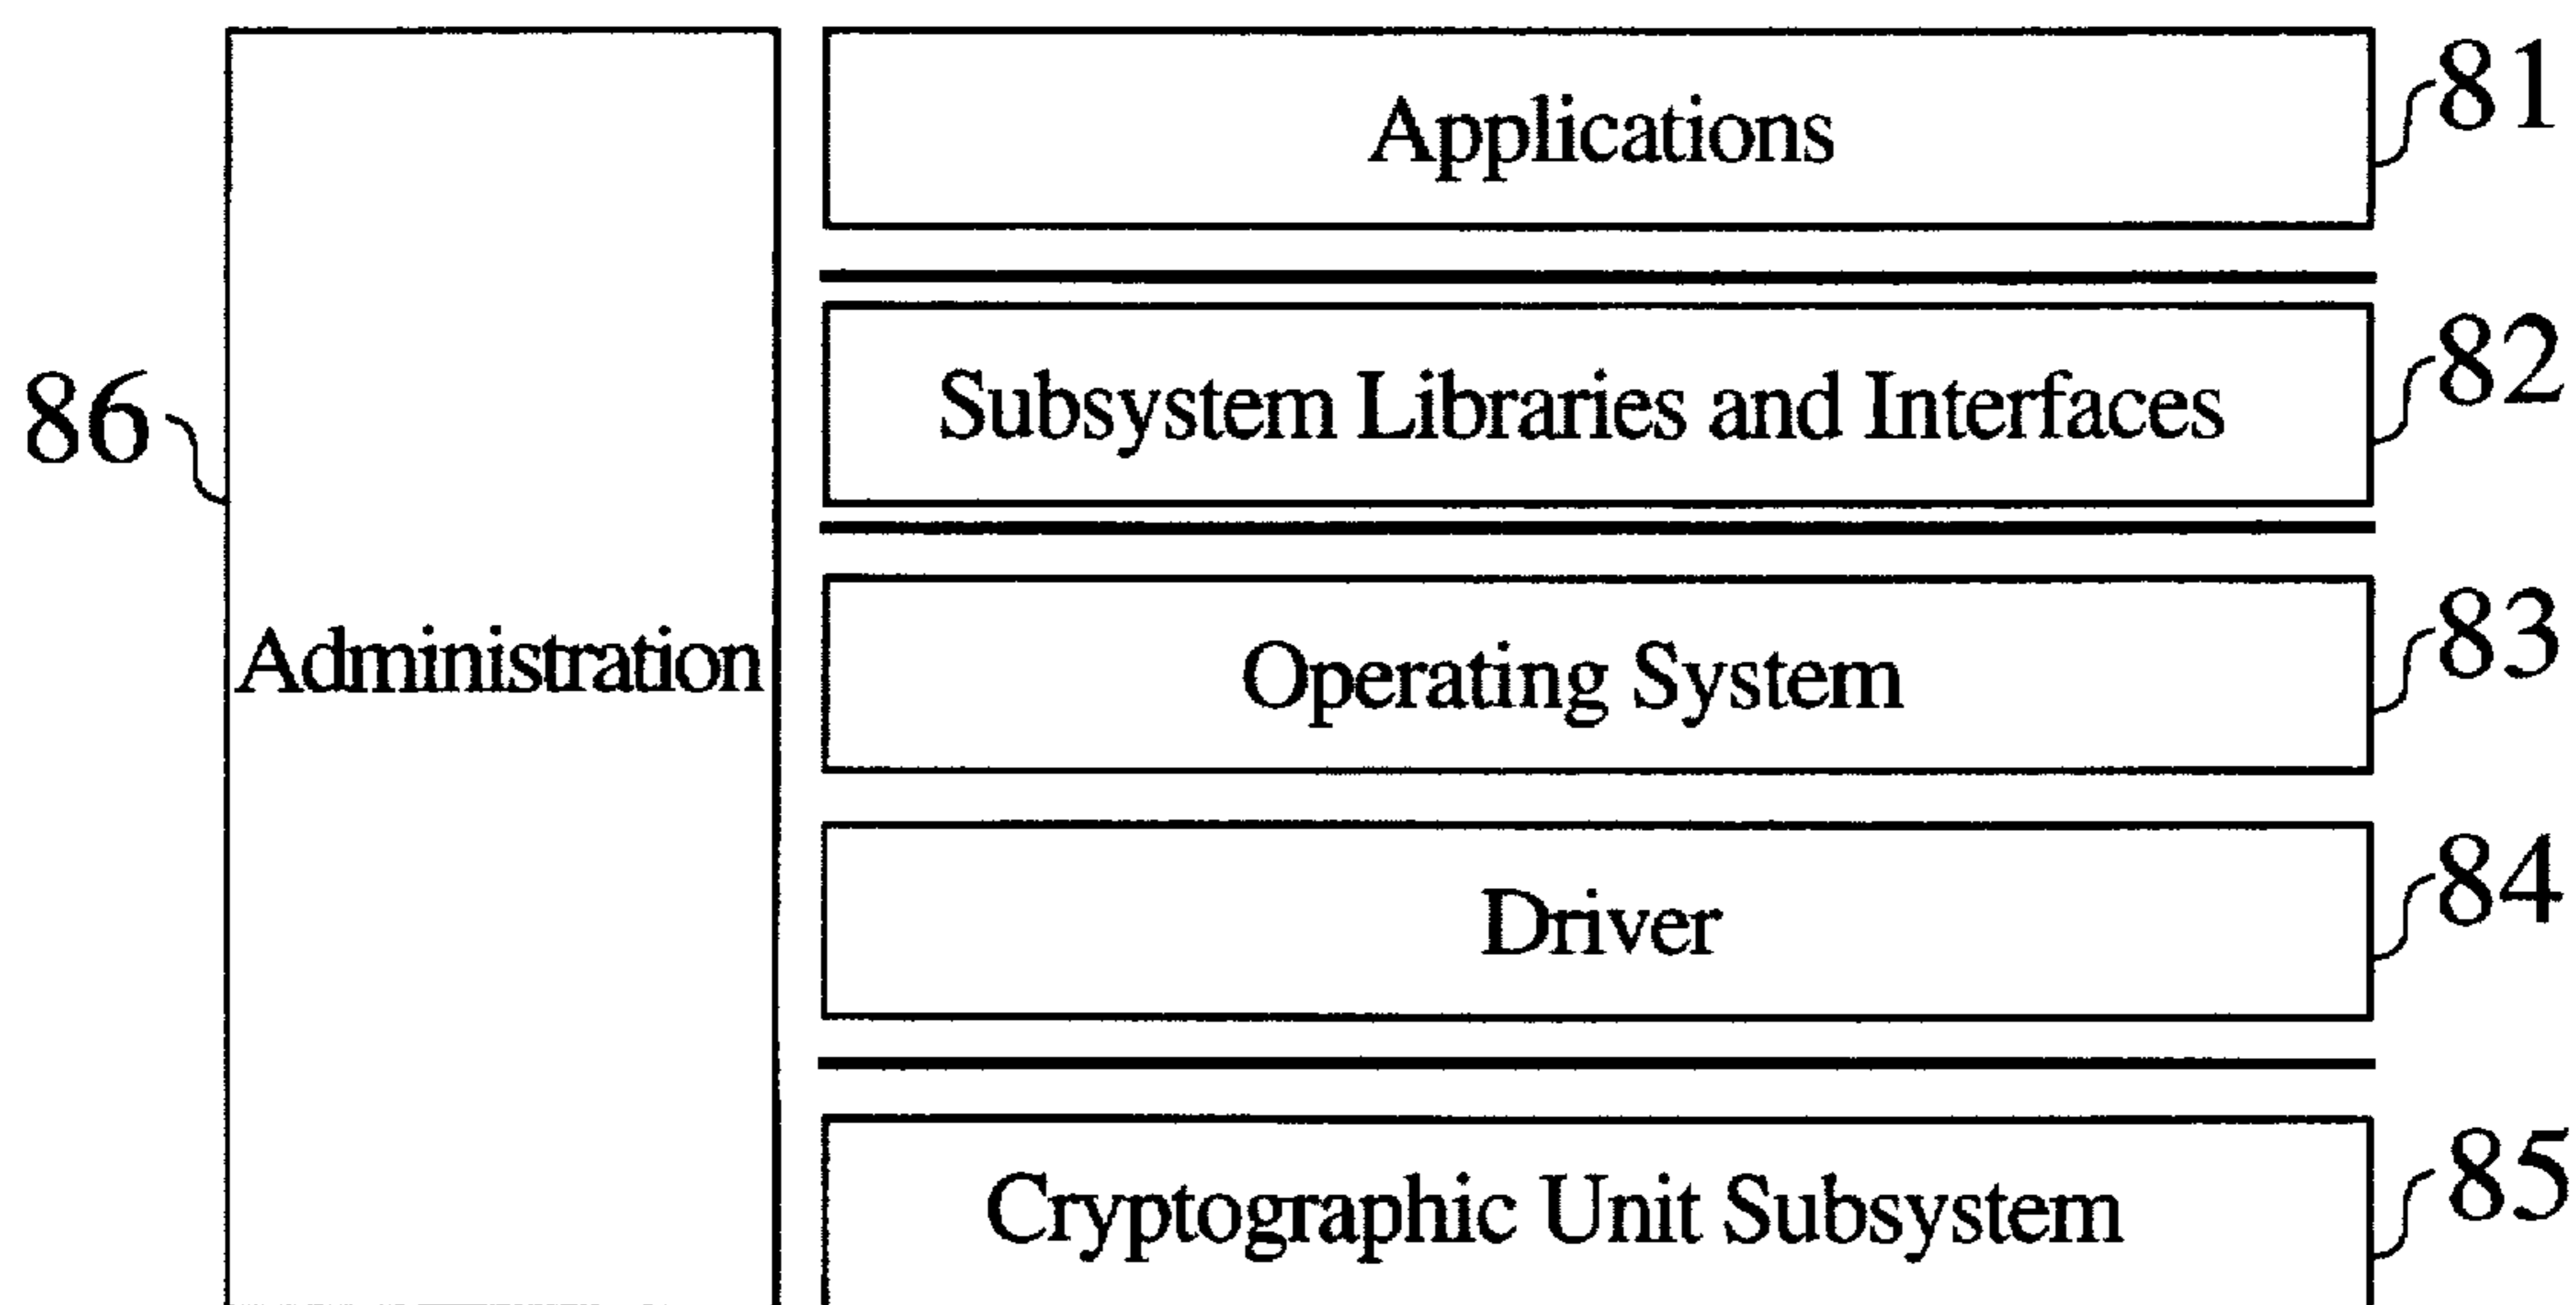 Applications 81
Subsystem Libraries and Interfaces 82
86
Administration
Operating System 83
Driver 84
Cryptographic Unit Subsystem 85